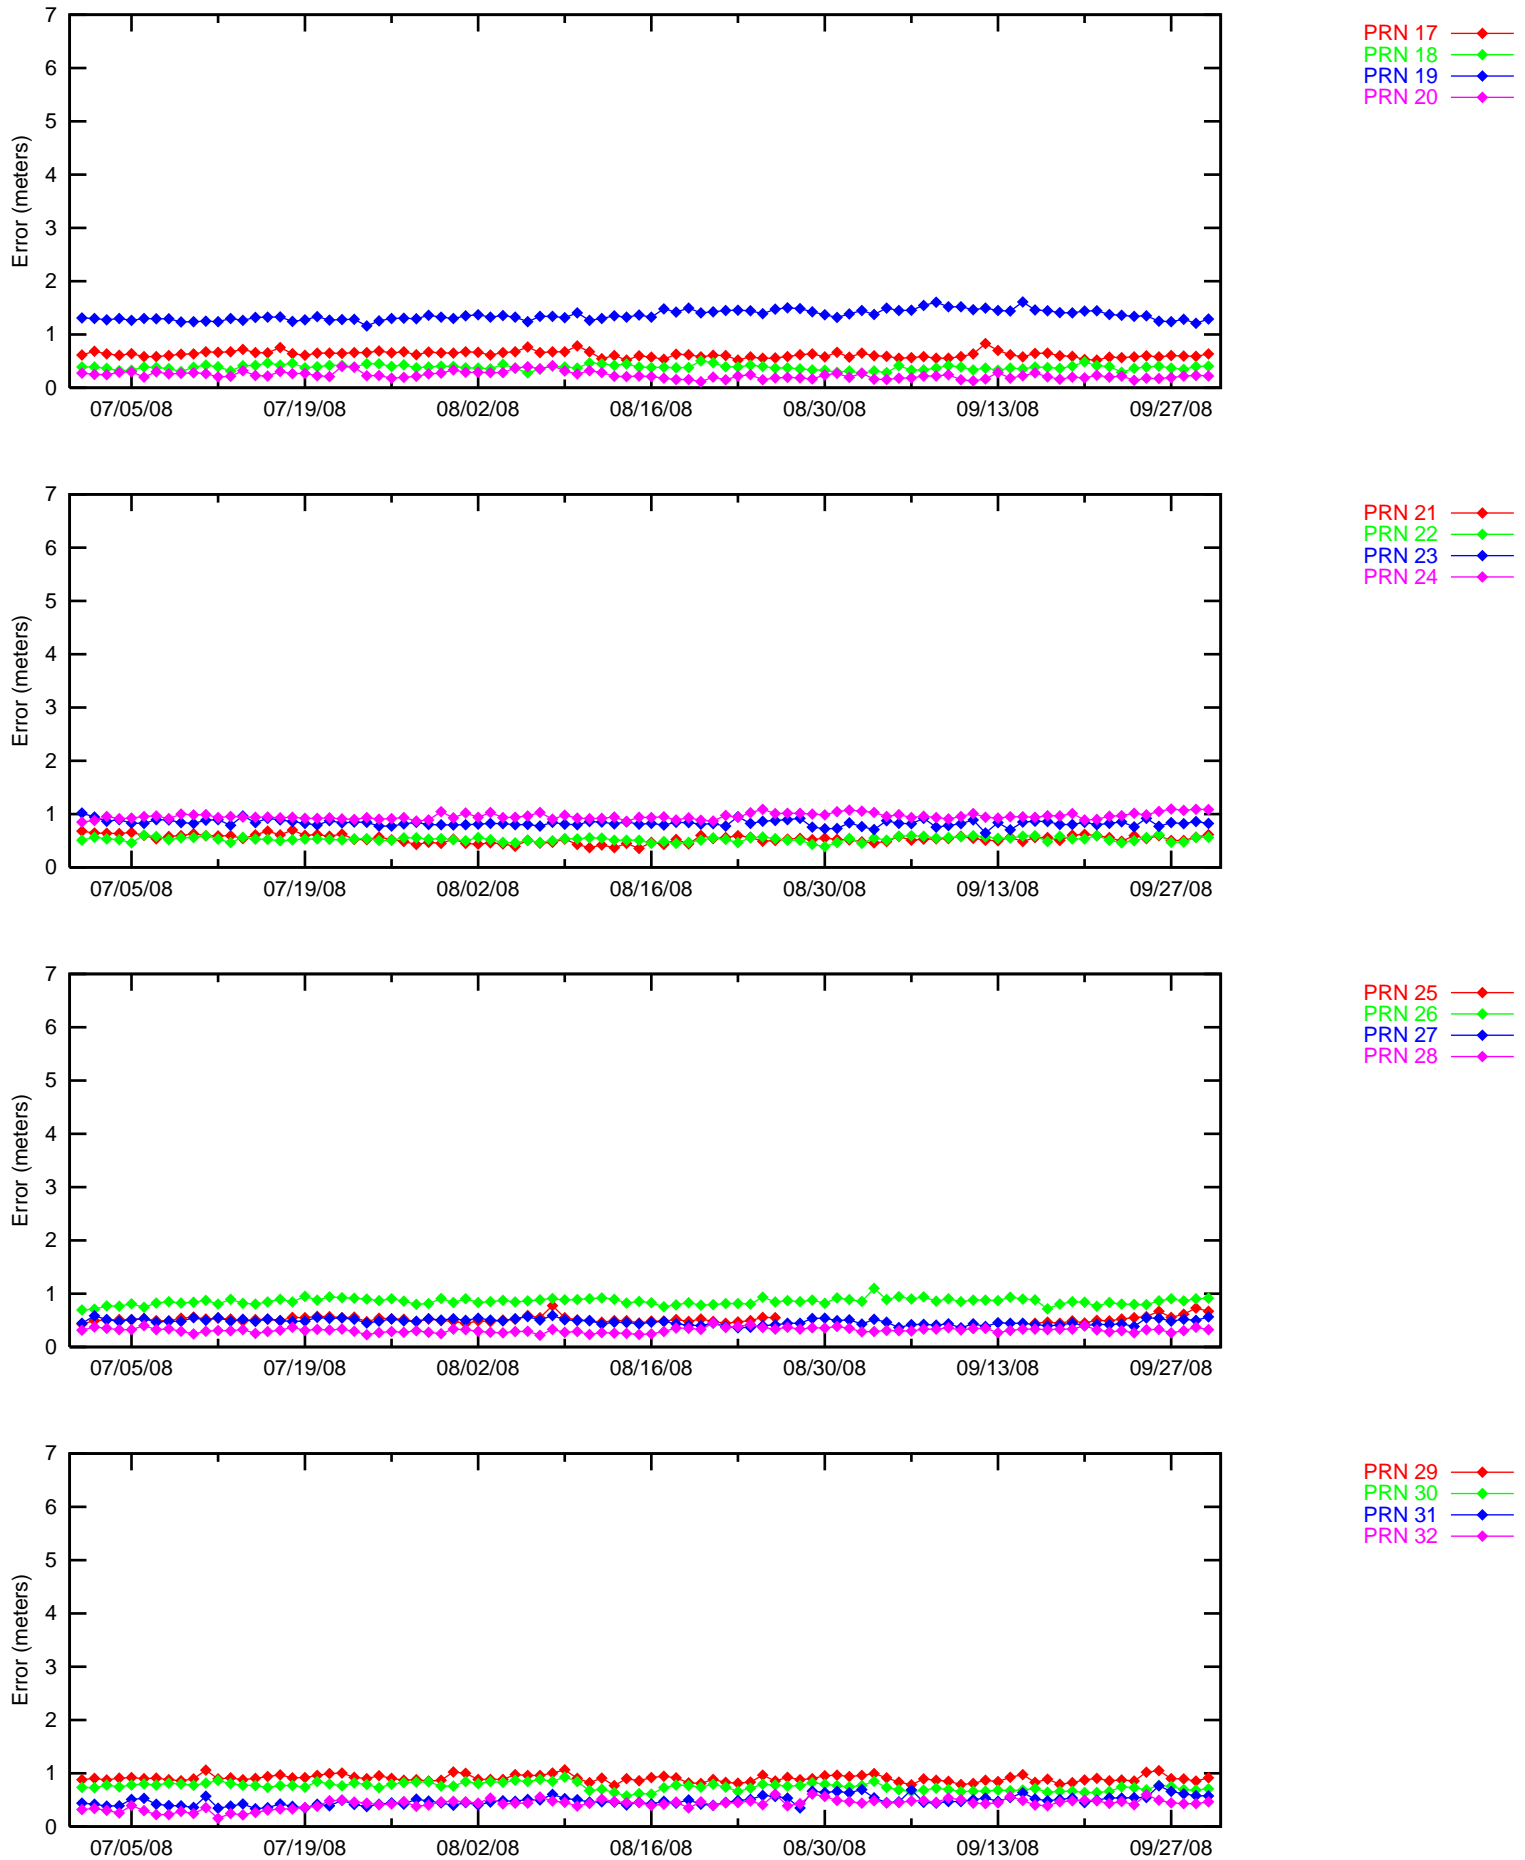 7
6
5
4
3
2
1
0
Error (meters)
07/05/08 07/19/08 08/02/08 08/16/08 08/30/08 09/13/08 09/27/08
PRN 17
PRN 18
PRN 19
PRN 20
7
6
5
4
3
2
1
0
Error (meters)
07/05/08 07/19/08 08/02/08 08/16/08 08/30/08 09/13/08 09/27/08
PRN 21
PRN 22
PRN 23
PRN 24
7
6
5
4
3
2
1
0
Error (meters)
07/05/08 07/19/08 08/02/08 08/16/08 08/30/08 09/13/08 09/27/08
PRN 25
PRN 26
PRN 27
PRN 28
7
6
5
4
3
2
1
0
Error (meters)
07/05/08 07/19/08 08/02/08 08/16/08 08/30/08 09/13/08 09/27/08
PRN 29
PRN 30
PRN 31
PRN 32